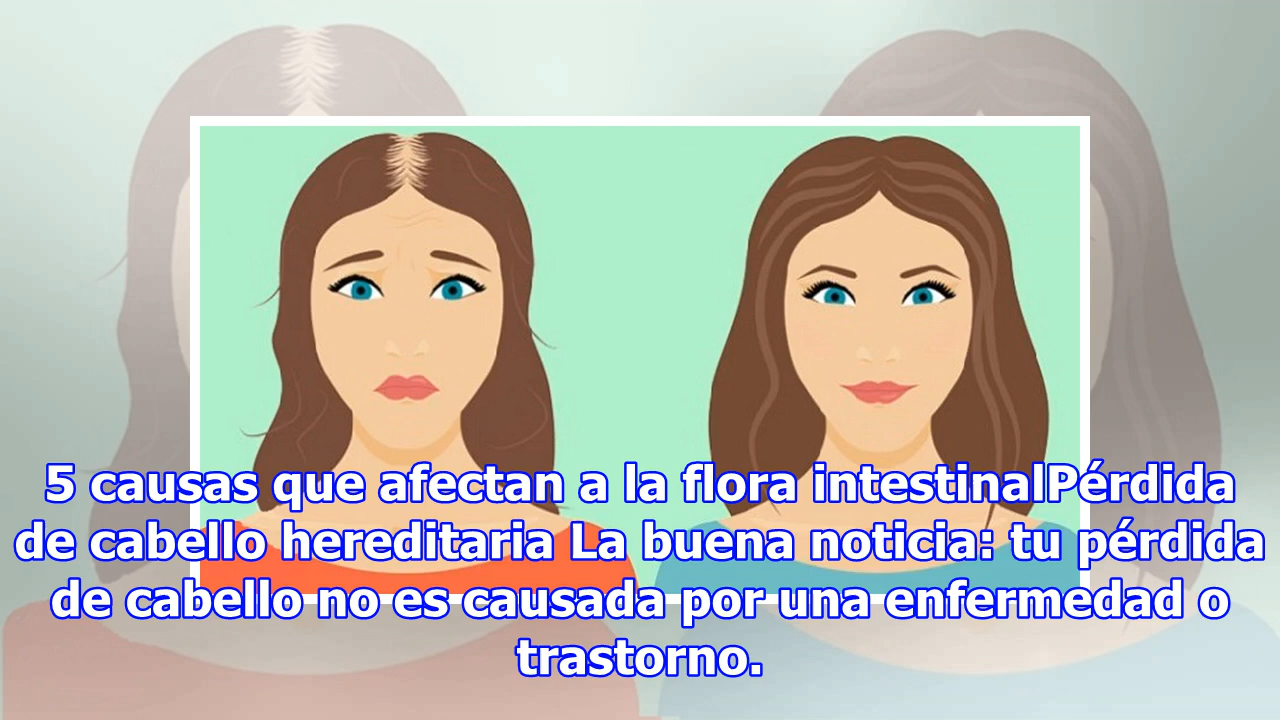 5 causas que afectan a la flora intestinalPérdida
de cabello hereditaria La buena noticia: tu pérdida
de cabello no es causada por una enfermedad o
trastorno.